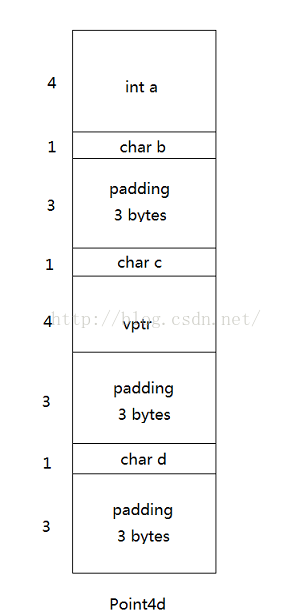 4 int a
1 char b
3 padding
3 bytes
1 char c
4 vptr
http://blog.csdn.net/
3 padding
3 bytes
1 char d
3 padding
3 bytes
Point4d